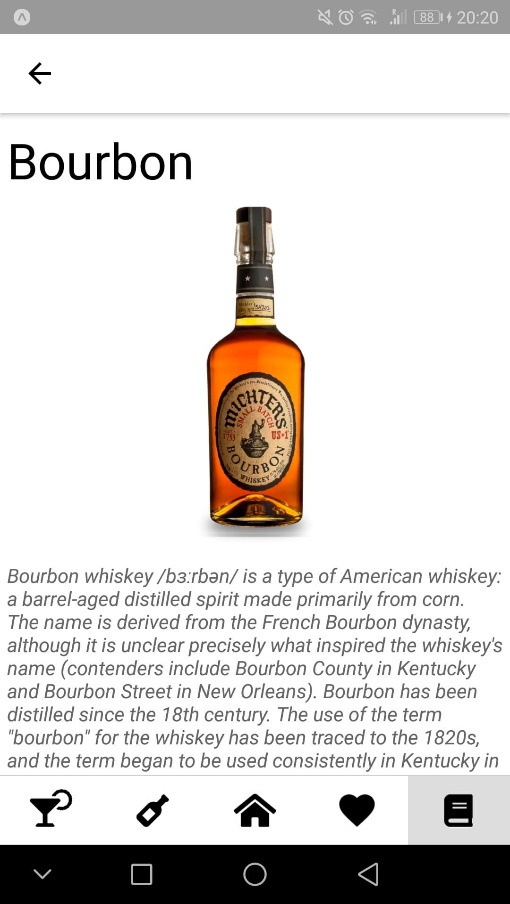 88 20:20
Bourbon
MICHTER'S
SMALL BATCH
US★1
BOURBON
WHISKEY
Bourbon whiskey /bɜːrbən/ is a type of American whiskey:
a barrel-aged distilled spirit made primarily from corn.
The name is derived from the French Bourbon dynasty,
although it is unclear precisely what inspired the whiskey's
name (contenders include Bourbon County in Kentucky
and Bourbon Street in New Orleans). Bourbon has been
distilled since the 18th century. The use of the term
"bourbon" for the whiskey has been traced to the 1820s,
and the term began to be used consistently in Kentucky in